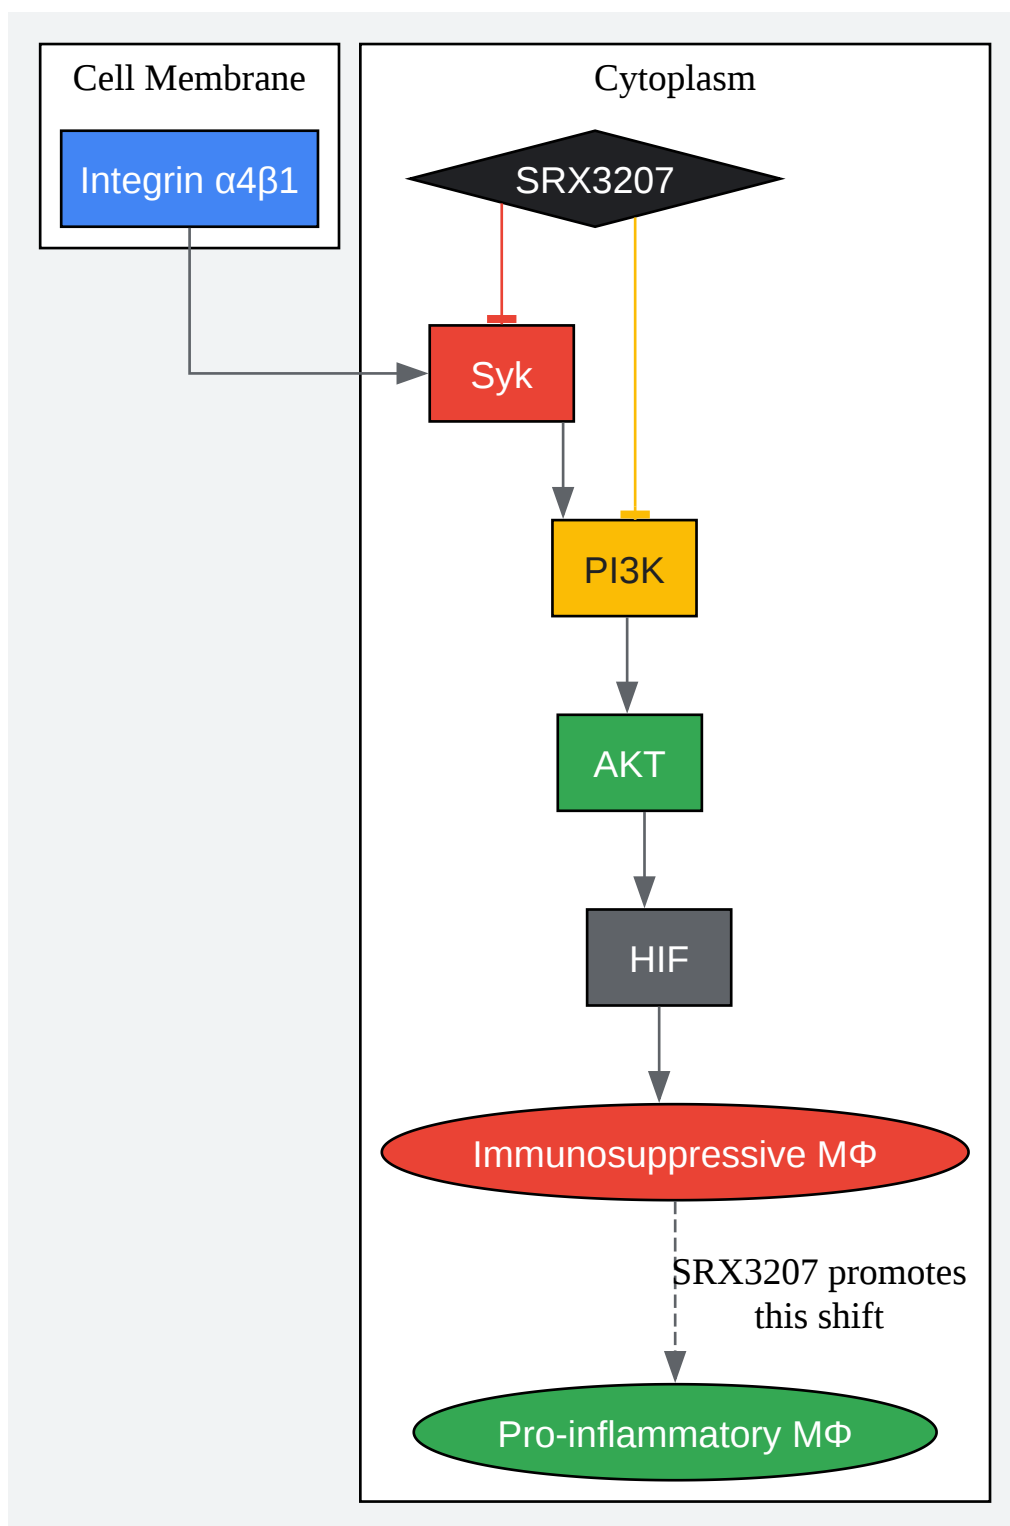 Cell Membrane
Cytoplasm
Integrin α4β1
SRX3207
Syk
PI3K
AKT
HIF
Immunosuppressive MΦ
SRX3207 promotes
this shift
Pro-inflammatory MΦ